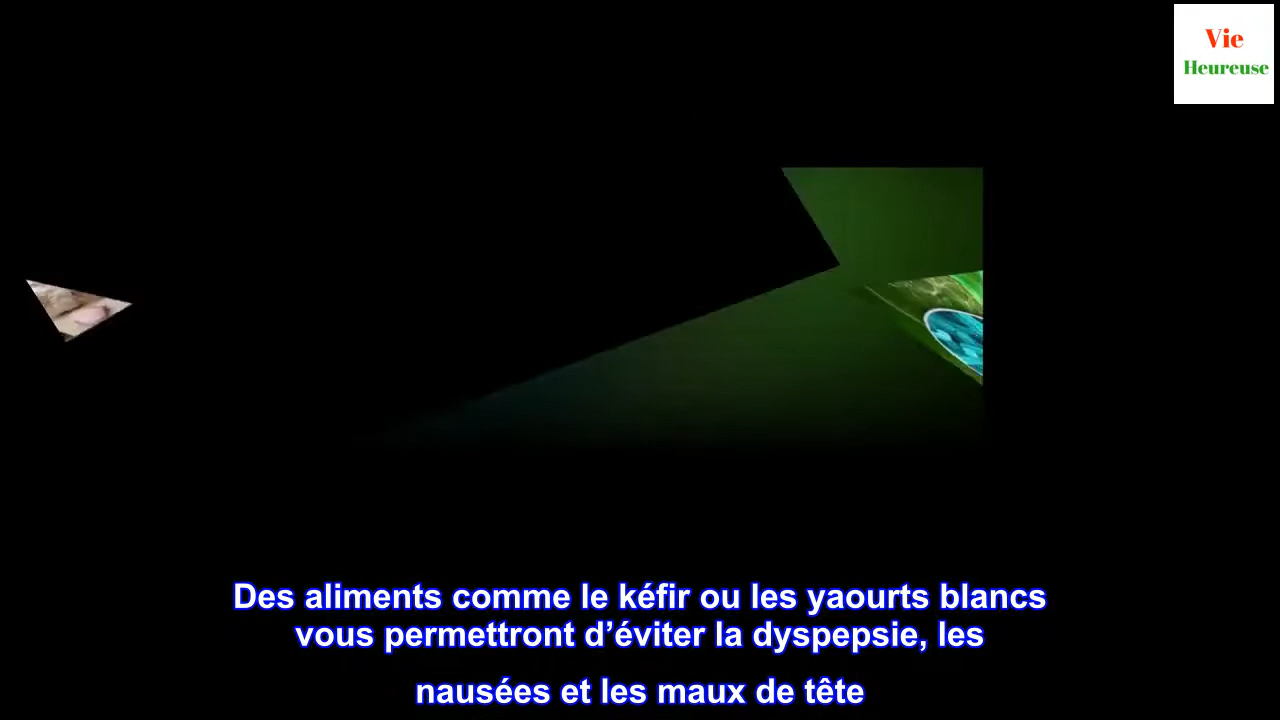 Vie
Heureuse
Des aliments comme le kéfir ou les yaourts blancs
vous permettront d’éviter la dyspepsie, les
nausées et les maux de tête